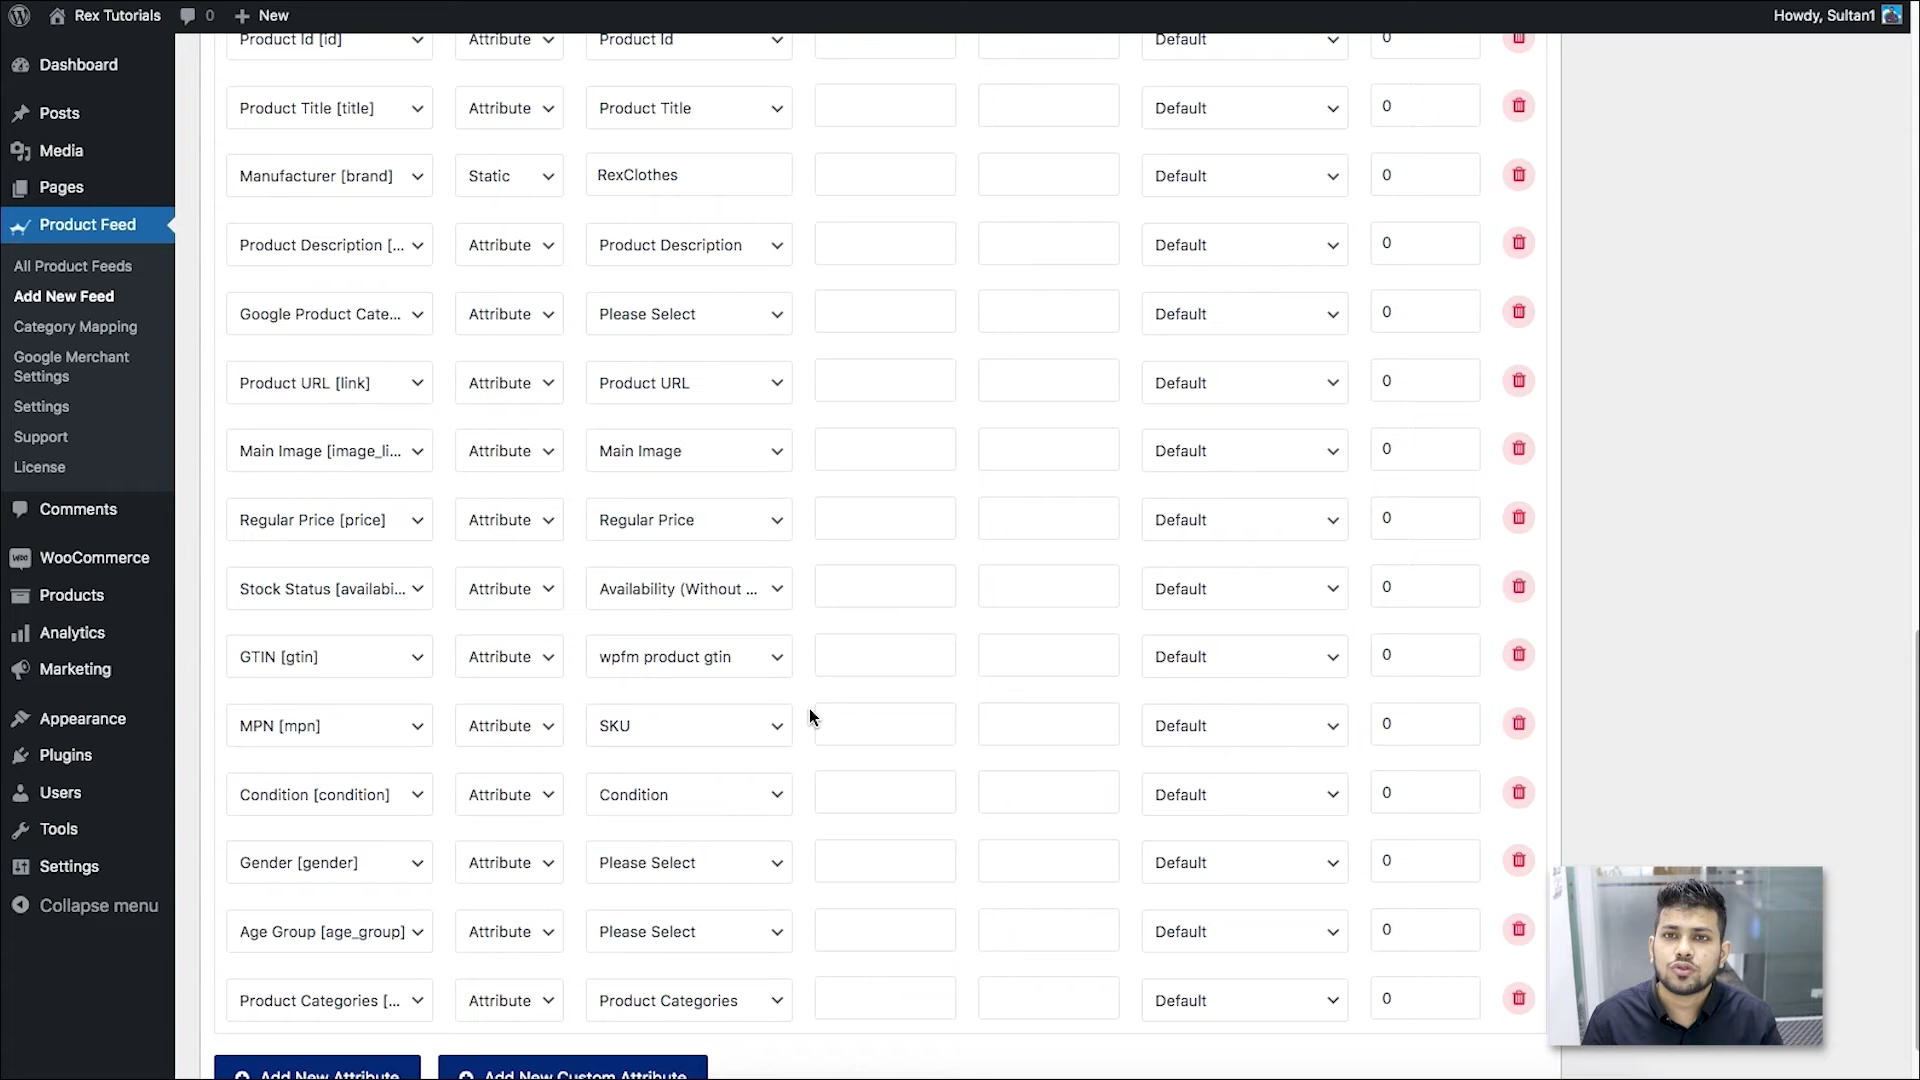 Rex Tutorials 0 New Howdy, Sultan1
Dashboard
Posts
Media
Pages
Product Feed
All Product Feeds
Add New Feed
Category Mapping
Google Merchant
Settings
Settings
Support
License
Comments
WooCommerce
Products
Analytics
Marketing
Appearance
Plugins
Users
Tools
Settings
Collapse menu
Product Id [id] Attribute Product Id Default 0
Product Title [title] Attribute Product Title Default 0
Manufacturer [brand] Static RexClothes Default 0
Product Description [... Attribute Product Description Default 0
Google Product Cate... Attribute Please Select Default 0
Product URL [link] Attribute Product URL Default 0
Main Image [image_li... Attribute Main Image Default 0
Regular Price [price] Attribute Regular Price Default 0
Stock Status [availabi... Attribute Availability (Without ... Default 0
GTIN [gtin] Attribute wpfm product gtin Default 0
MPN [mpn] Attribute SKU Default 0
Condition [condition] Attribute Condition Default 0
Gender [gender] Attribute Please Select Default 0
Age Group [age_group] Attribute Please Select Default 0
Product Categories [... Attribute Product Categories Default 0
Add New Attribute Add New Custom Attribute